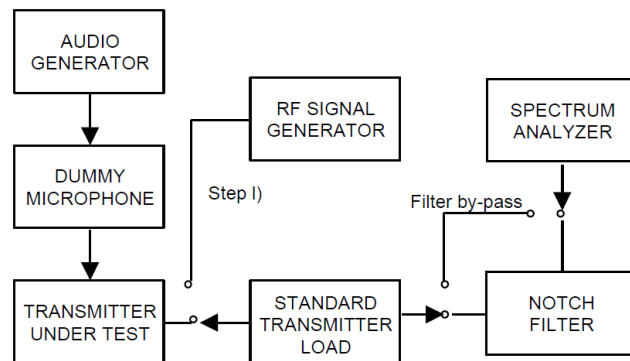 AUDIO
GENERATOR
RF SIGNAL
GENERATOR
SPECTRUM
ANALYZER
DUMMY
MICROPHONE
Step I)
Filter by-pass
TRANSMITTER
UNDER TEST
STANDARD
TRANSMITTER
LOAD
NOTCH
FILTER